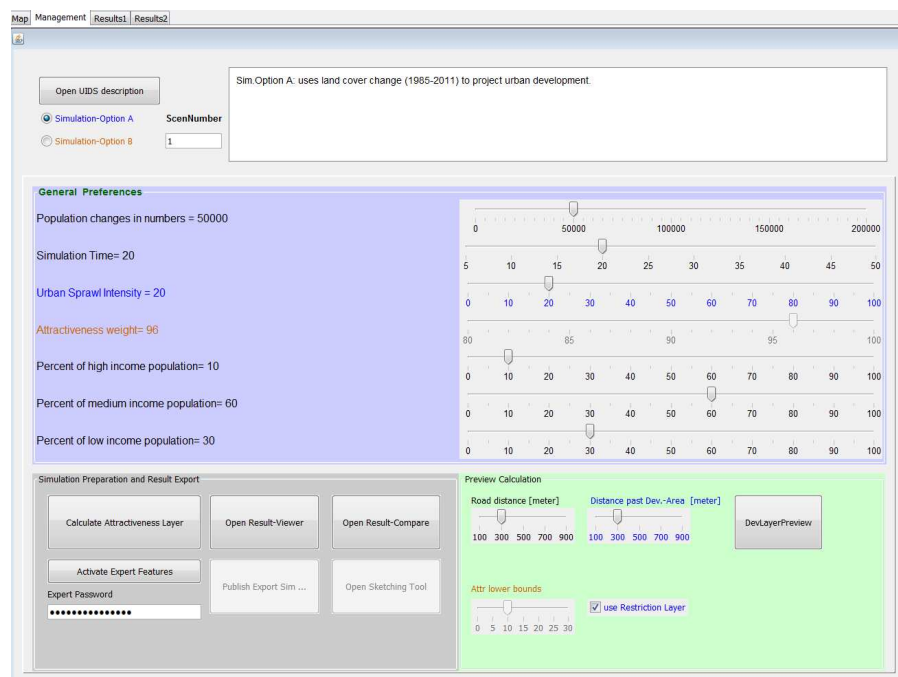 Map Management Results1 Results2
Open UIDS description
Sim.Option A: uses land cover change (1985-2011) to project urban development.
Simulation-Option A ScenNumber
Simulation-Option B 1
General Preferences
Population changes in numbers = 50000
0 50000 100000 150000 200000
Simulation Time= 20
5 10 15 20 25 30 35 40 45 50
Urban Sprawl Intensity = 20
0 10 20 30 40 50 60 70 80 90 100
Attractiveness weight= 96
80 85 90 95 100
Percent of high income population= 10
0 10 20 30 40 50 60 70 80 90 100
Percent of medium income population= 60
0 10 20 30 40 50 60 70 80 90 100
Percent of low income population= 30
0 10 20 30 40 50 60 70 80 90 100
Simulation Preparation and Result Export
Calculate Attractiveness Layer Open Result-Viewer Open Result-Compare
Activate Expert Features
Expert Password
●●●●●●●●●●●●●●●
Publish Export Sim ... Open Sketching Tool
Preview Calculation
Road distance [meter] Distance past Dev.-Area [meter]
100 300 500 700 900 100 300 500 700 900
DevLayerPreview
Attr lower bounds
0 5 10 15 20 25 30
use Restriction Layer